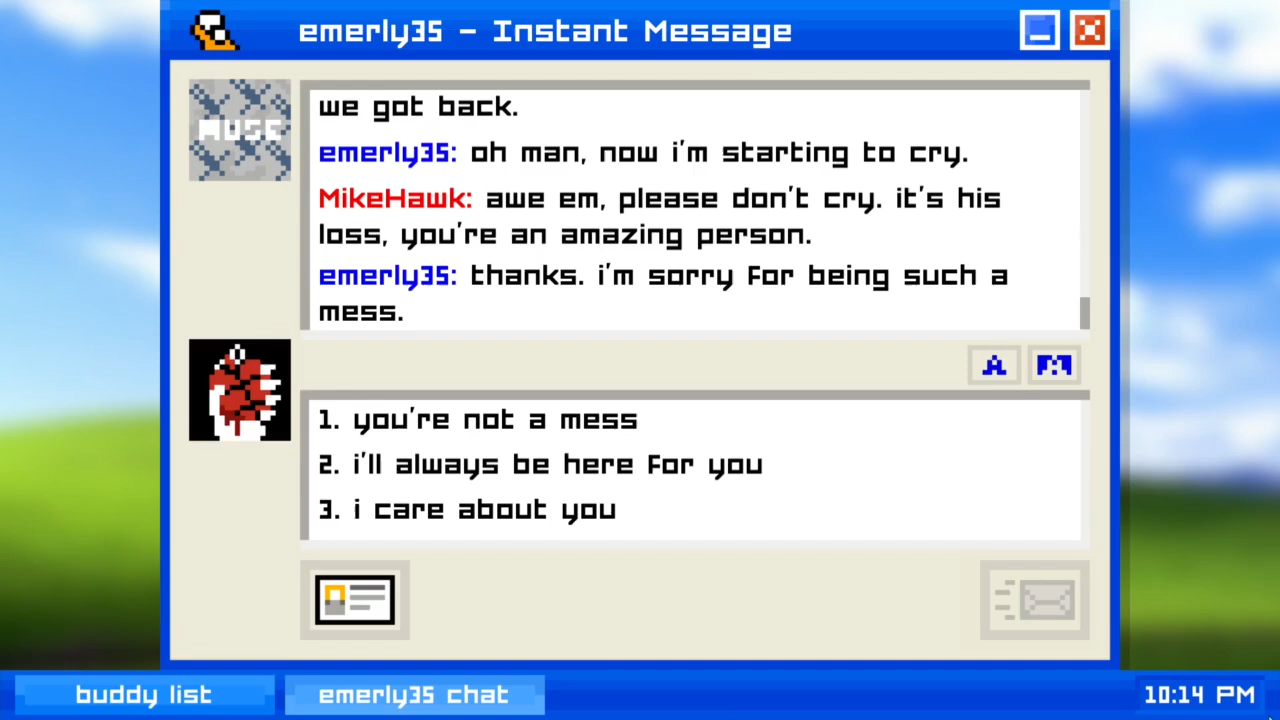 emerly35 - Instant Message
MUSE
we got back.
emerly35: oh man, now i'm starting to cry.
MikeHawk: awe em, please don't cry. it's his
loss, you're an amazing person.
emerly35: thanks. i'm sorry for being such a
mess.
A
1. you're not a mess
2. i'll always be here for you
3. i care about you
buddy list
emerly35 chat
10:14 PM